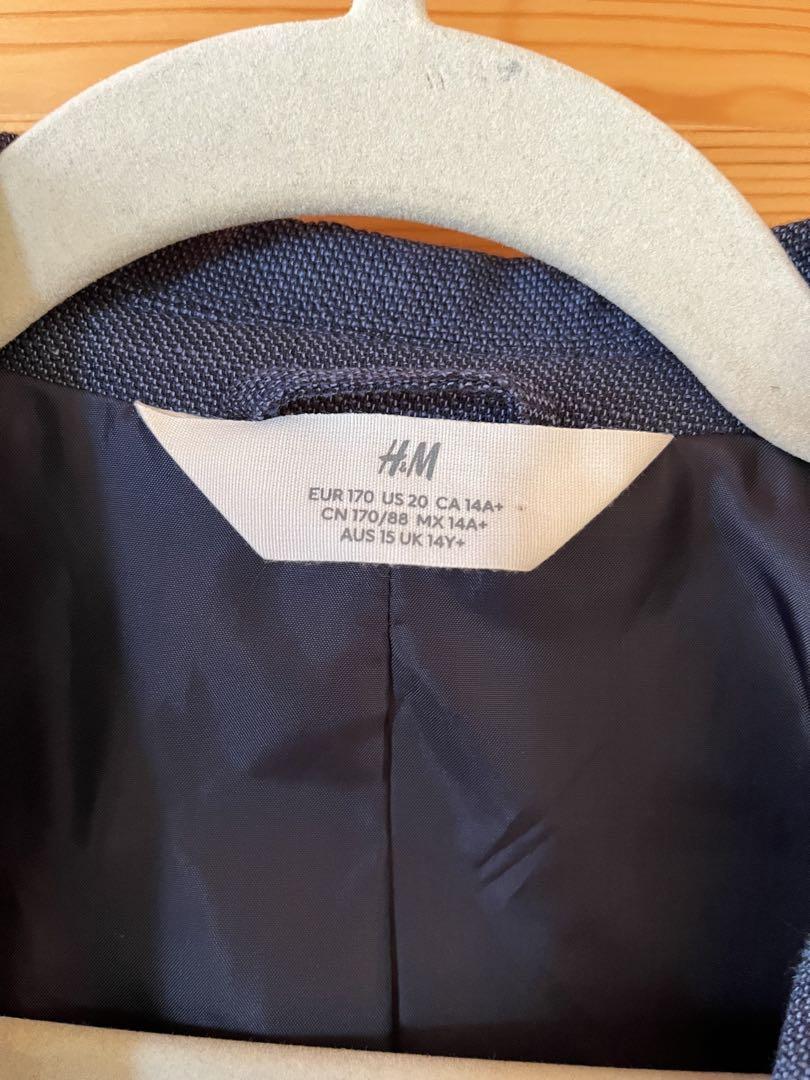 H&M
EUR 170 US 20 CA 14A+
CN 170/88 MX 14A+
AUS 15 UK 14Y+